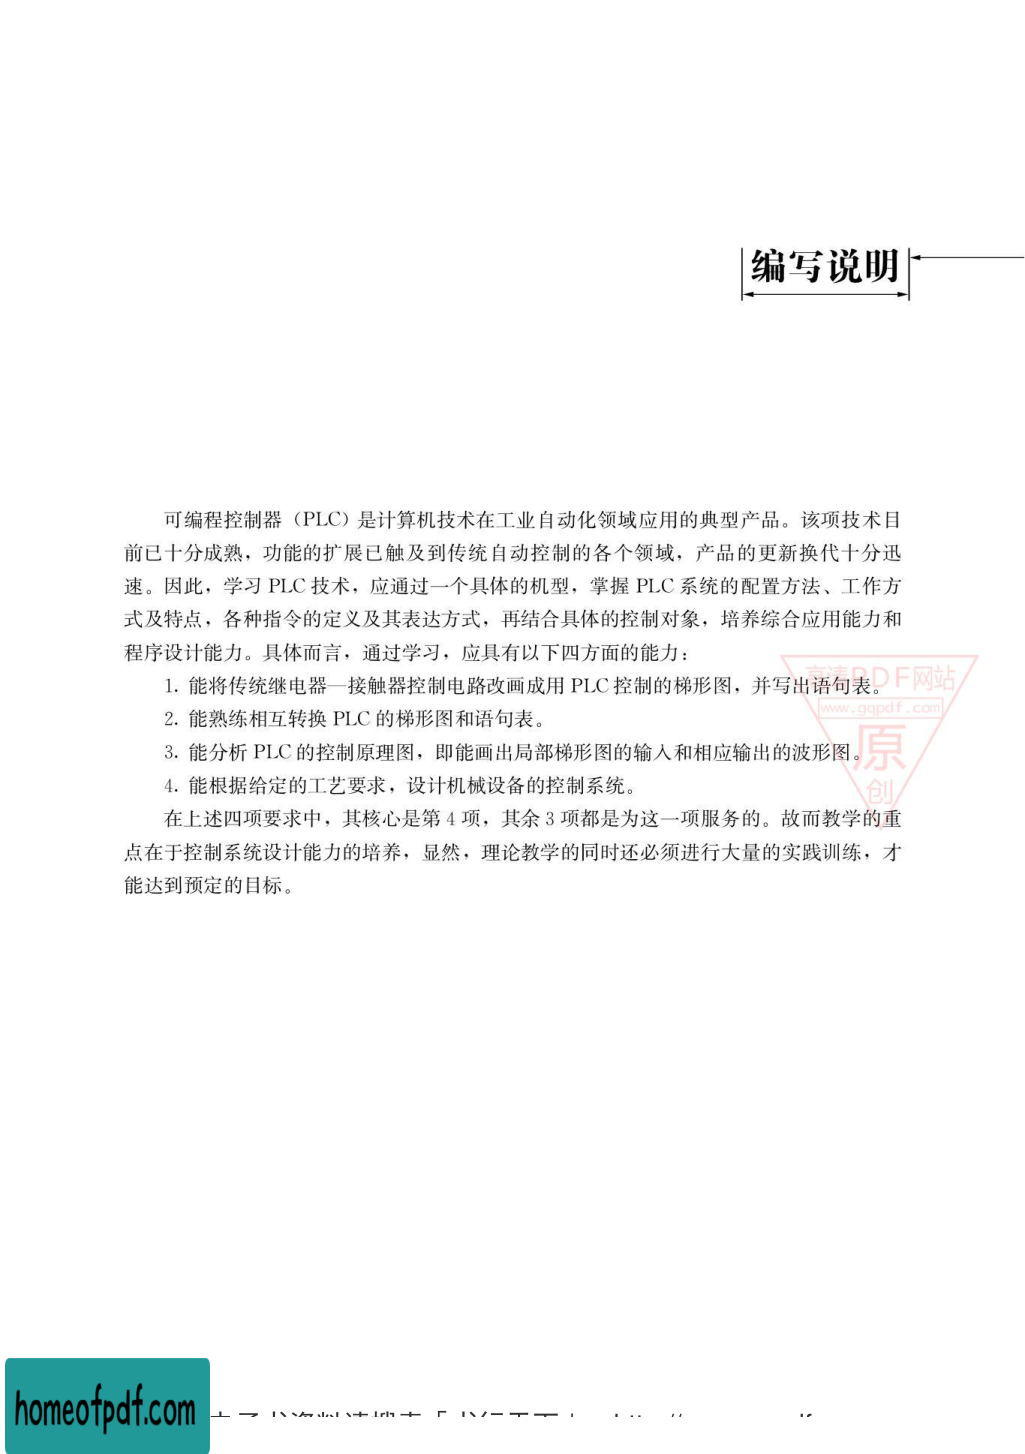 编写说明
可编程控制器（PLC）是计算机技术在工业自动化领域应用的典型产品。该项技术目
前已十分成熟，功能的扩展已触及到传统自动控制的各个领域，产品的更新换代十分迅
速。因此，学习 PLC 技术，应通过一个具体的机型，掌握 PLC 系统的配置方法、工作方
式及特点，各种指令的定义及其表达方式，再结合具体的控制对象，培养综合应用能力和
程序设计能力。具体而言，通过学习，应具有以下四方面的能力：
1. 能将传统继电器—接触器控制电路改画成用 PLC 控制的梯形图，并写出语句表。
2. 能熟练相互转换 PLC 的梯形图和语句表。
3. 能分析 PLC 的控制原理图，即能画出局部梯形图的输入和相应输出的波形图。
4. 能根据给定的工艺要求，设计机械设备的控制系统。
在上述四项要求中，其核心是第 4 项，其余 3 项都是为这一项服务的。故而教学的重
点在于控制系统设计能力的培养，显然，理论教学的同时还必须进行大量的实践训练，才
能达到预定的目标。
高清PDF网站
www.gqpdf.com
原
创
homeofpdf.com